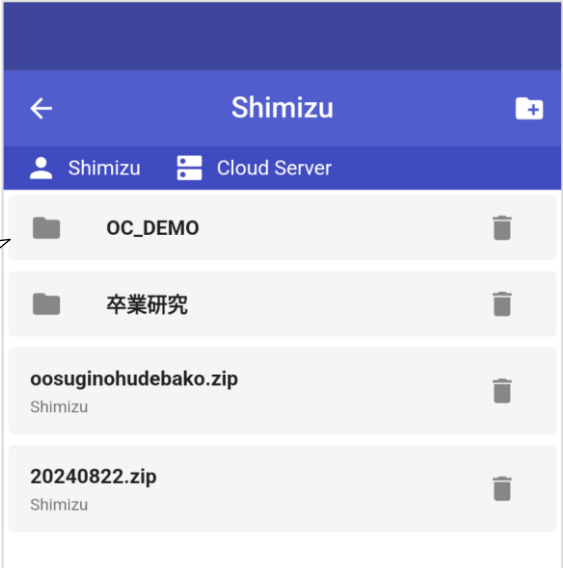 Shimizu
Shimizu Cloud Server
OC_DEMO
卒業研究
oosuginohudebako.zip
Shimizu
20240822.zip
Shimizu